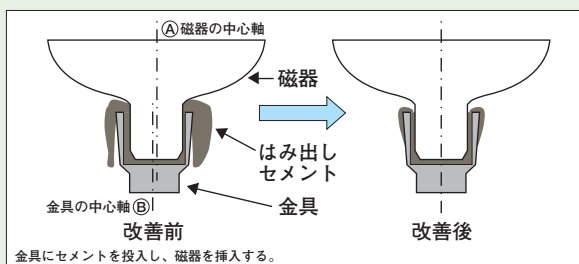 Ⓐ磁器の中心軸
磁器
はみ出し
セメント
金具の中心軸Ⓑ
金具
改善前
改善後
金具にセメントを投入し、磁器を挿入する。